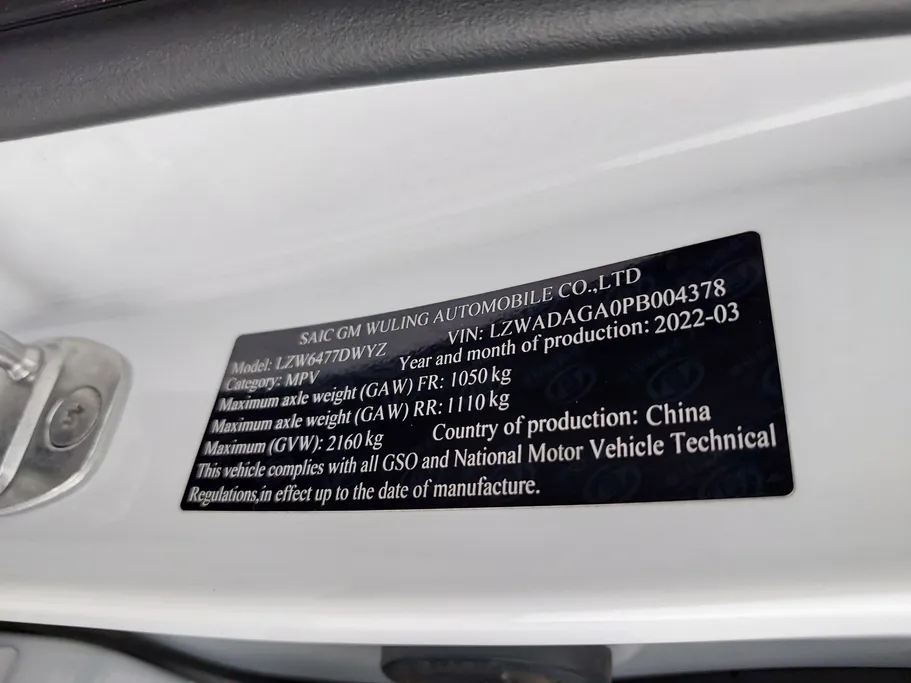 SAIC GM WULING AUTOMOBILE CO.,LTD
Model: LZW6477DWYZ VIN: LZWADAGA0PB004378
Category: MPV Year and month of production: 2022-03
Maximum axle weight (GAW) FR: 1050 kg
Maximum axle weight (GAW) RR: 1110 kg
Maximum (GVW): 2160 kg Country of production: China
This vehicle complies with all GSO and National Motor Vehicle Technical
Regulations,in effect up to the date of manufacture.